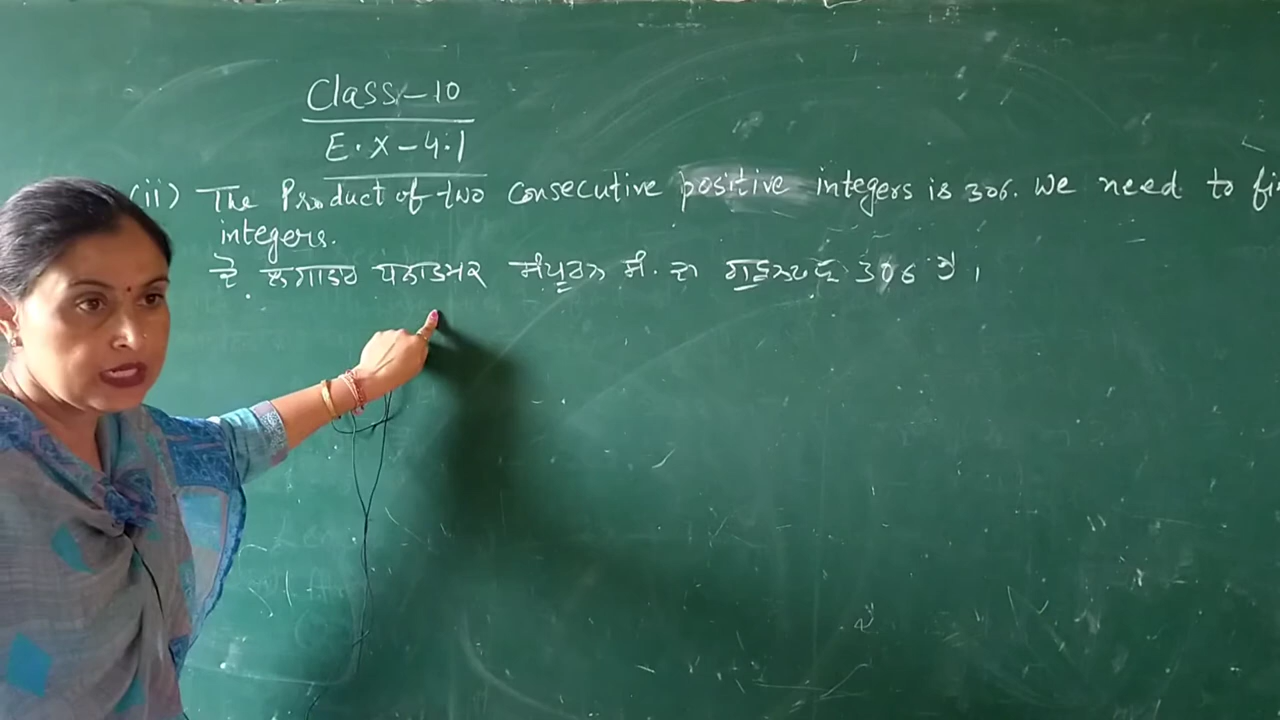 Class-10
E.X-4.1
(ii) The Product of two consecutive positive integers is 306. We need to fi
integers.
ਦੋ ਲਗਾਤਾਰ ਧਨਾਤਮਕ ਸੰਪੂਰਨ ਸੰ. ਦਾ ਗੁਣਨਫਲ 306 ਹੈ।